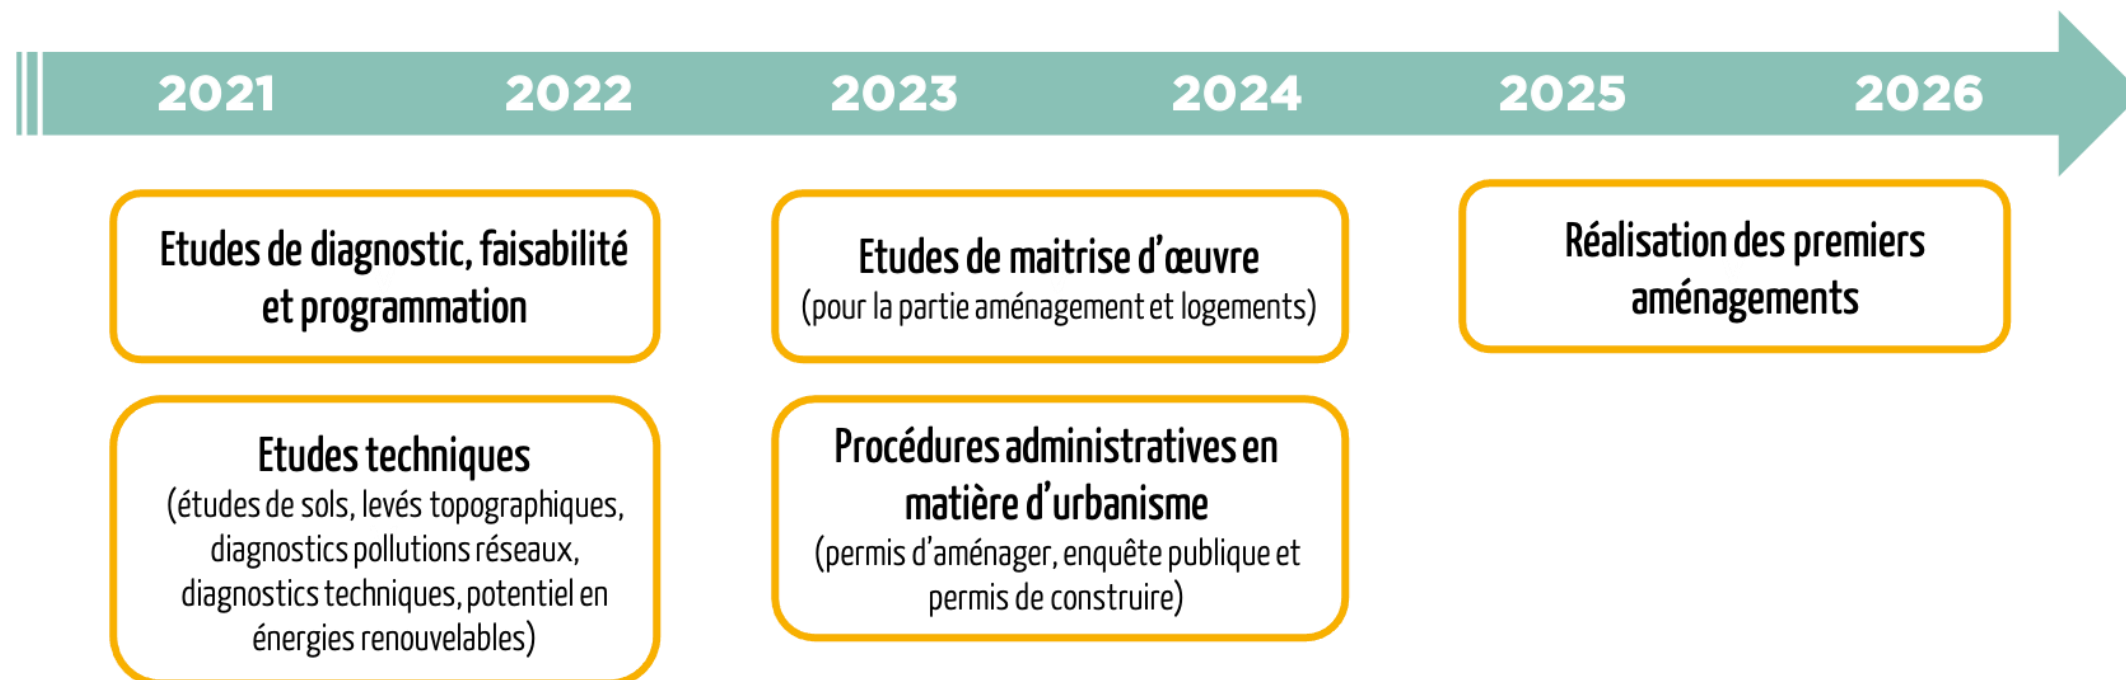 2021 2022 2023 2024 2025 2026
Etudes de diagnostic, faisabilité
et programmation
Etudes techniques
(études de sols, levés topographiques,
diagnostics pollutions réseaux,
diagnostics techniques, potentiel en
énergies renouvelables)
Etudes de maitrise d’œuvre
(pour la partie aménagement et logements)
Procédures administratives en
matière d’urbanisme
(permis d’aménager, enquête publique et
permis de construire)
Réalisation des premiers
aménagements